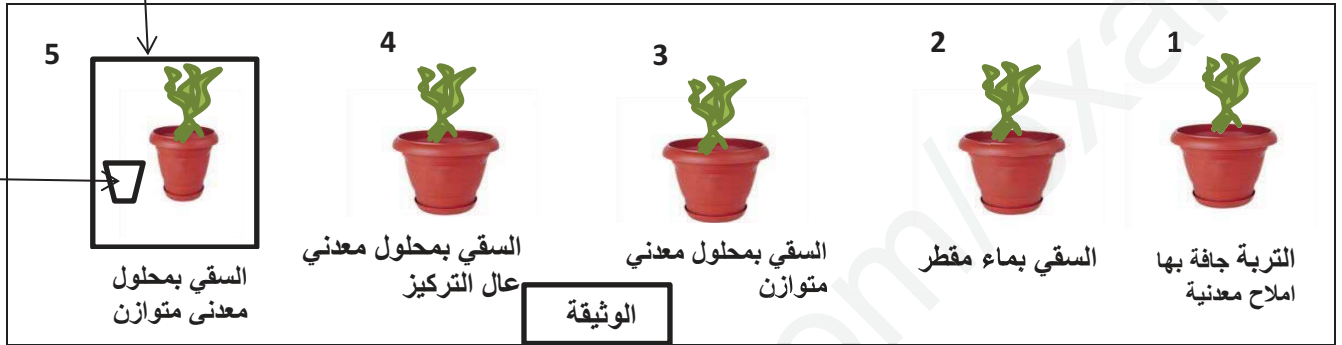 1
التربة جافة بها
املاح معدنية
2
السقي بماء مقطر
3
السقي بمحلول معدني
متوازن
4
السقي بمحلول معدني
عال التركيز
5
السقي بمحلول
معدنى متوازن
الوثيقة